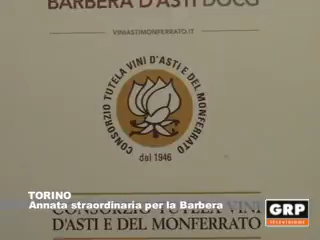 BARBERA D'ASTI DOCG
VINIASTIMONFERRATO.IT
CONSORZIO TUTELA VINI D'ASTI E DEL MONFERRATO
dal 1946
TORINO
Annata straordinaria per la Barbera
CONSORZIO TUTELA VINI
D'ASTI E DEL MONFERRATO
GRP
TELEVISIONE